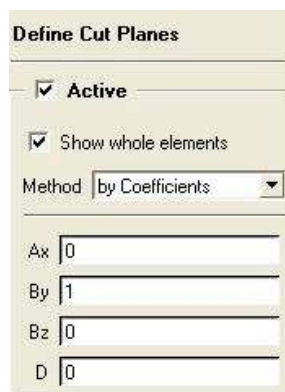 Define Cut Planes
Active
Show whole elements
Method by Coefficients
Ax 0
By 1
Bz 0
D 0